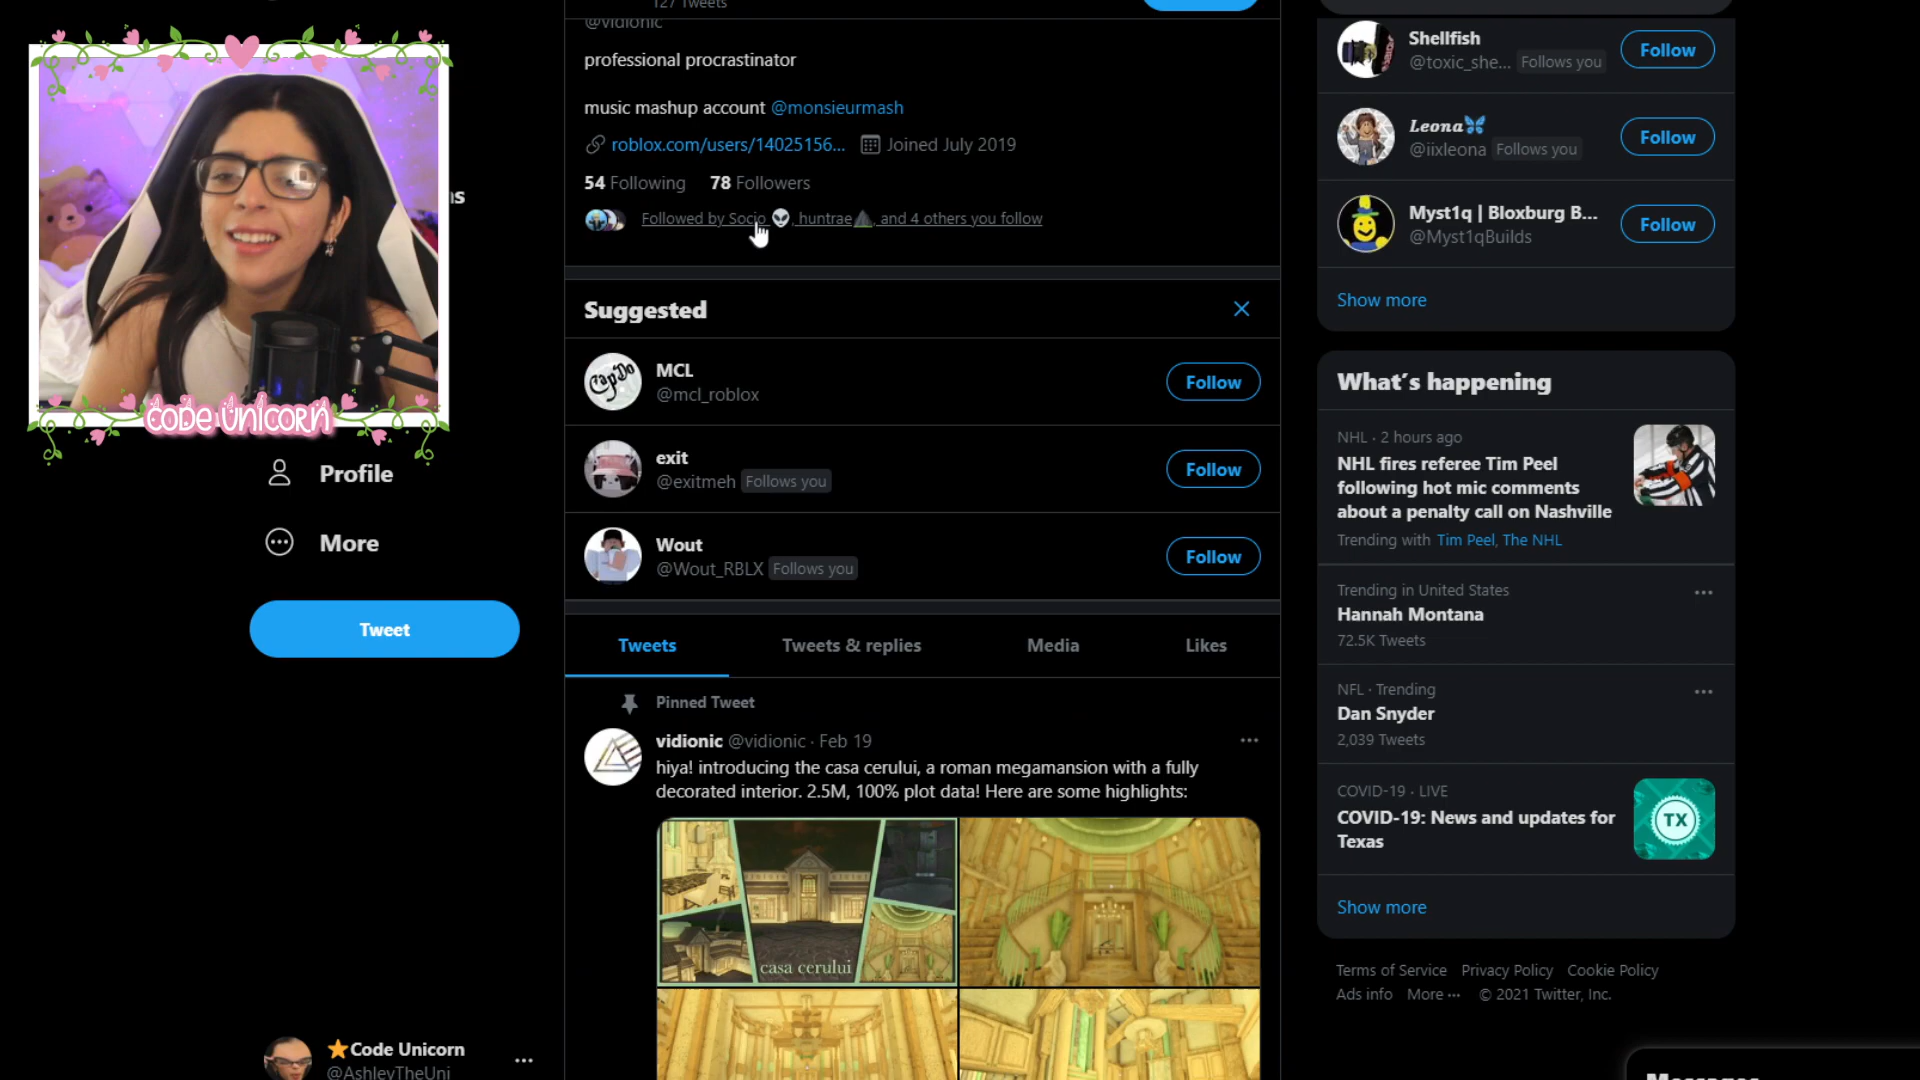 127 Tweets
@vidionic
professional procrastinator
music mashup account @monsieurmash
roblox.com/users/14025156... Joined July 2019
54 Following 78 Followers
Followed by Socio 👽, huntrae, and 4 others you follow
Suggested
MCL
@mcl_roblox
Follow
exit
@exitmeh Follows you
Follow
Wout
@Wout_RBLX Follows you
Follow
Tweets Tweets & replies Media Likes
Pinned Tweet
vidionic @vidionic · Feb 19
hiya! introducing the casa cerului, a roman megamansion with a fully
decorated interior. 2.5M, 100% plot data! Here are some highlights:
casa cerului
CODE UNICORN
Profile
More
Tweet
⭐Code Unicorn
@AshleyTheUni
Shellfish
@toxic_she... Follows you
Follow
Leona🦋
@iixleona Follows you
Follow
Myst1q | Bloxburg B...
@Myst1qBuilds
Follow
Show more
What's happening
NHL · 2 hours ago
NHL fires referee Tim Peel
following hot mic comments
about a penalty call on Nashville
Trending with Tim Peel, The NHL
Trending in United States
Hannah Montana
72.5K Tweets
NFL · Trending
Dan Snyder
2,039 Tweets
COVID-19 · LIVE
COVID-19: News and updates for
Texas
TX
Show more
Terms of Service Privacy Policy Cookie Policy
Ads info More ··· © 2021 Twitter, Inc.